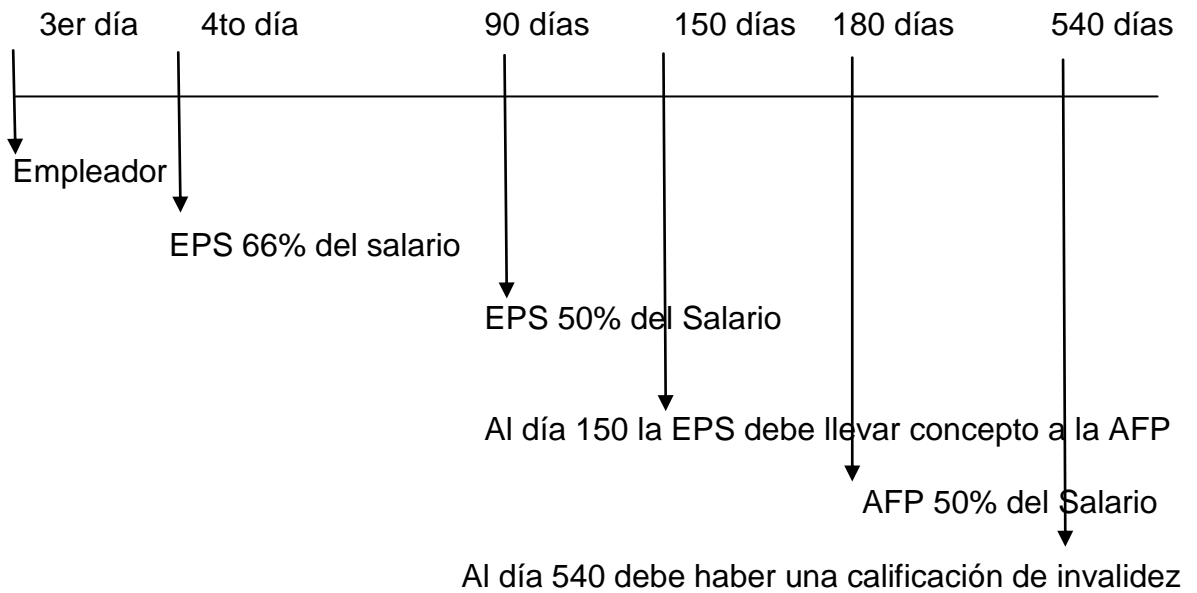 3er día 4to día 90 días 150 días 180 días 540 días
Empleador
EPS 66% del salario
EPS 50% del Salario
Al día 150 la EPS debe llevar concepto a la AFP
AFP 50% del Salario
Al día 540 debe haber una calificación de invalidez